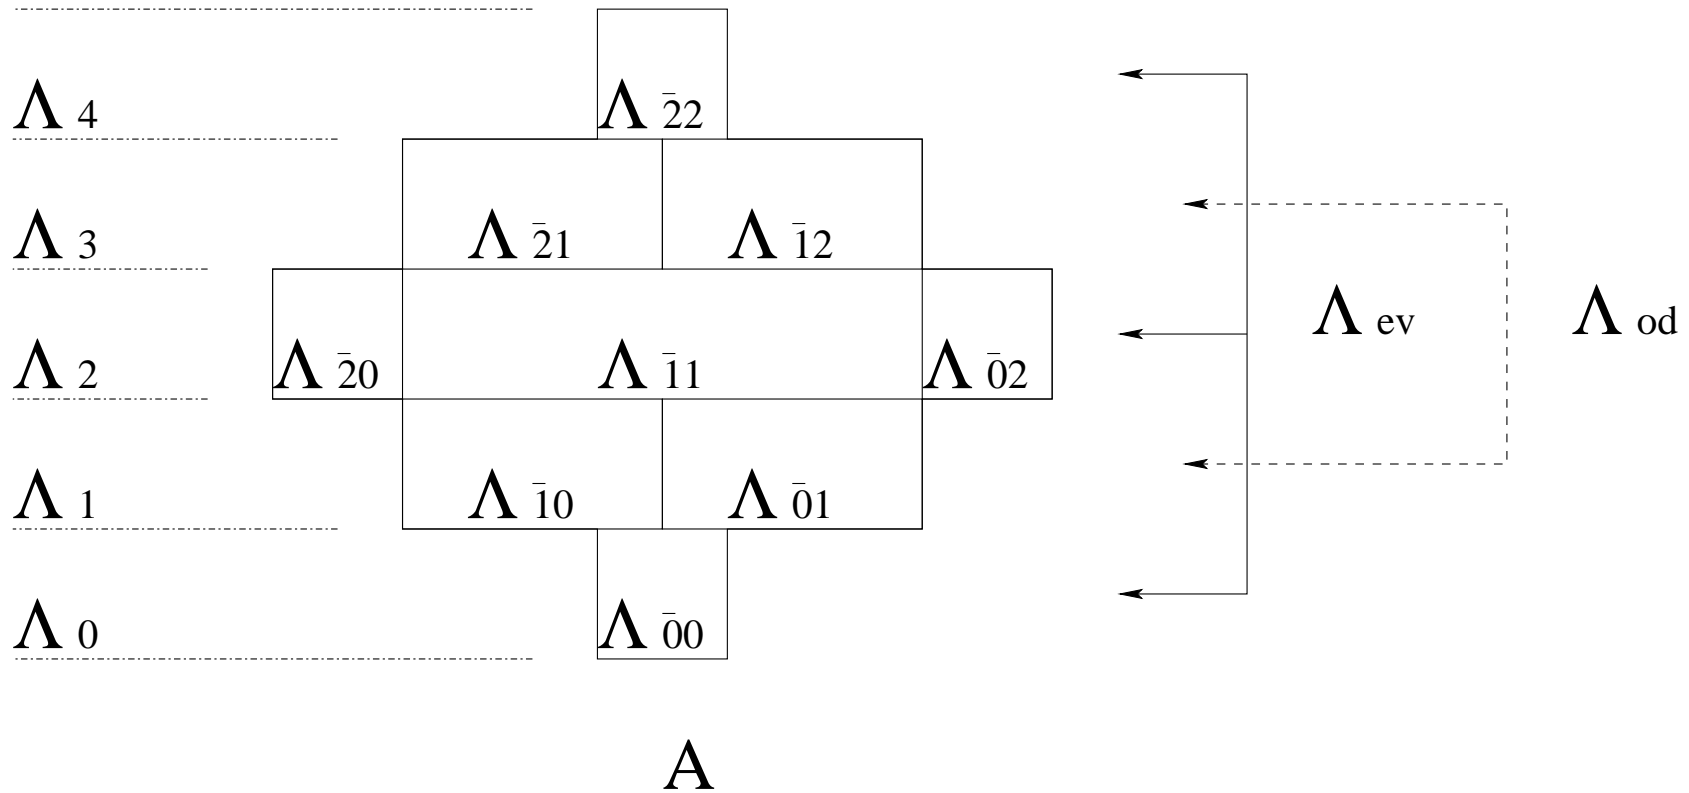 Λ 4 Λ 2̄2
Λ 3 Λ 2̄1 Λ 1̄2
Λ ev Λ od
Λ 2 Λ 2̄0 Λ 1̄1 Λ 0̄2
Λ 1 Λ 1̄0 Λ 0̄1
Λ 0 Λ 0̄0
A